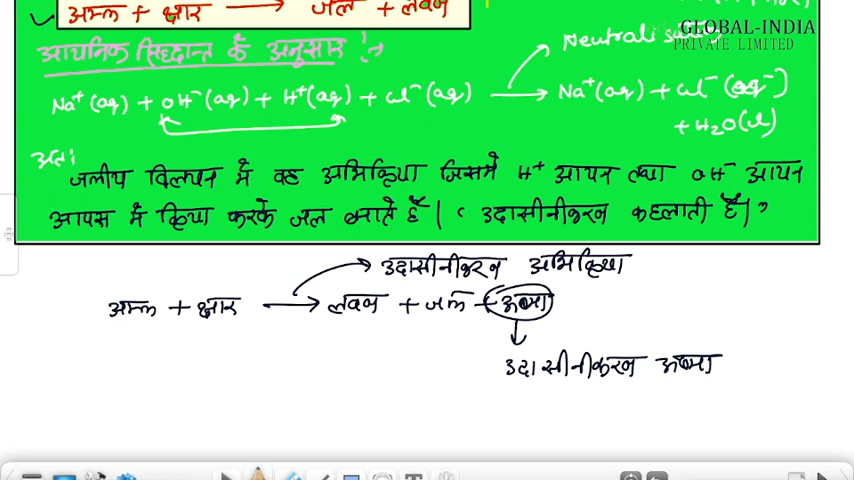 अम्ल + क्षार → जल + लवण
GLOBAL-INDIA
PRIVATE LIMITED
आयनिक सिद्धान्त के अनुसार :→
Na⁺(aq) + OH⁻(aq) + H⁺(aq) + Cl⁻(aq) → Na⁺(aq) + Cl⁻(aq⁻)
+ H₂O(l)
अतः
जलीय विलयन में वह अभिक्रिया जिसमें H⁺ आयन तथा OH⁻ आयन
आपस में क्रिया करके जल बनाते हैं। " उदासीनीकरण कहलाती है।"
उदासीनीकरण अभिक्रिया
अम्ल + क्षार → लवण + जल + ऊष्मा
उदासीनीकरण ऊष्मा